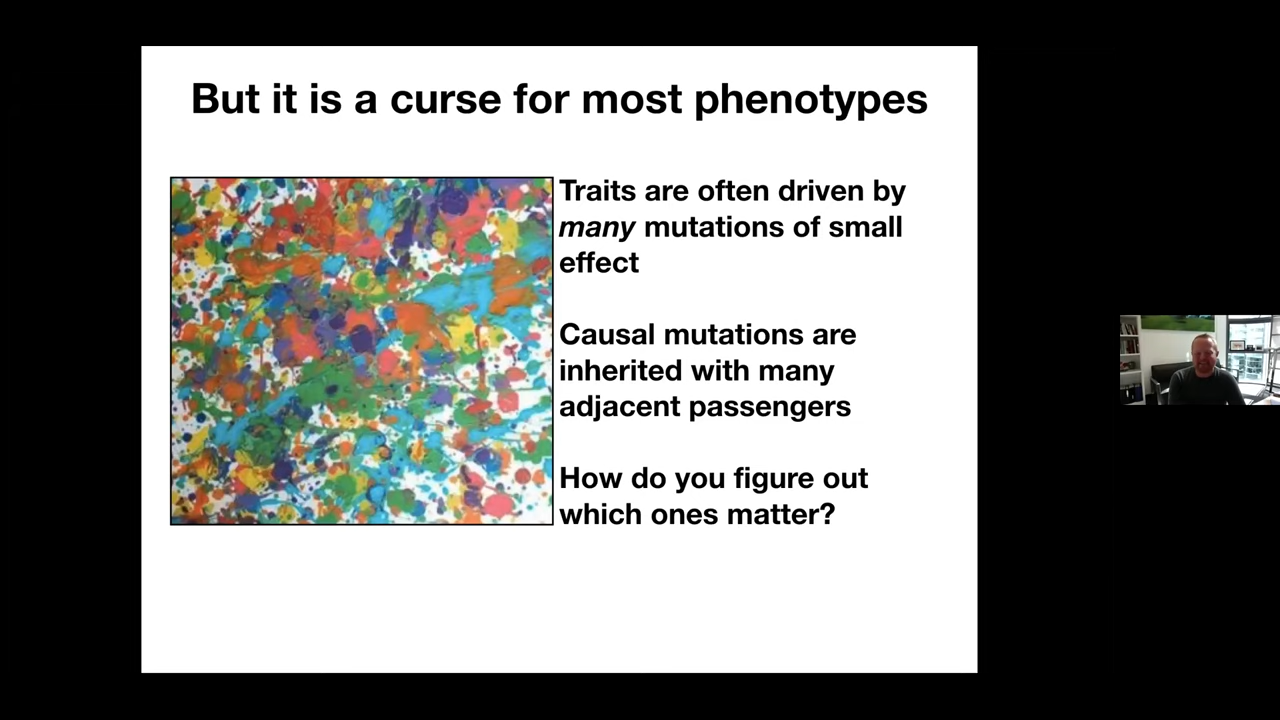 But it is a curse for most phenotypes
Traits are often driven by
many mutations of small
effect
Causal mutations are
inherited with many
adjacent passengers
How do you figure out
which ones matter?